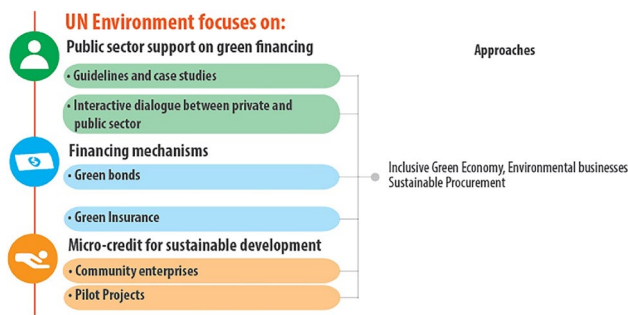 UN Environment focuses on:
Public sector support on green financing
Approaches
• Guidelines and case studies
• Interactive dialogue between private and
public sector
Financing mechanisms
$
• Green bonds
Inclusive Green Economy, Environmental businesses
Sustainable Procurement
• Green Insurance
Micro-credit for sustainable development
• Community enterprises
• Pilot Projects